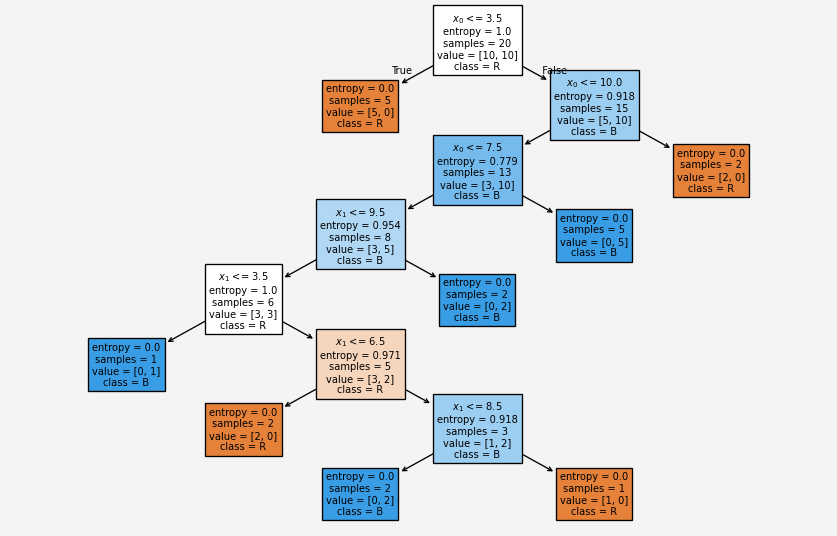 x₀ <= 3.5
entropy = 1.0
samples = 20
value = [10, 10]
class = R
True
False
entropy = 0.0
samples = 5
value = [5, 0]
class = R
x₀ <= 10.0
entropy = 0.918
samples = 15
value = [5, 10]
class = B
x₀ <= 7.5
entropy = 0.779
samples = 13
value = [3, 10]
class = B
entropy = 0.0
samples = 2
value = [2, 0]
class = R
x₁ <= 9.5
entropy = 0.954
samples = 8
value = [3, 5]
class = B
entropy = 0.0
samples = 5
value = [0, 5]
class = B
x₁ <= 3.5
entropy = 1.0
samples = 6
value = [3, 3]
class = R
entropy = 0.0
samples = 2
value = [0, 2]
class = B
entropy = 0.0
samples = 1
value = [0, 1]
class = B
x₁ <= 6.5
entropy = 0.971
samples = 5
value = [3, 2]
class = R
entropy = 0.0
samples = 2
value = [2, 0]
class = R
x₁ <= 8.5
entropy = 0.918
samples = 3
value = [1, 2]
class = B
entropy = 0.0
samples = 2
value = [0, 2]
class = B
entropy = 0.0
samples = 1
value = [1, 0]
class = R